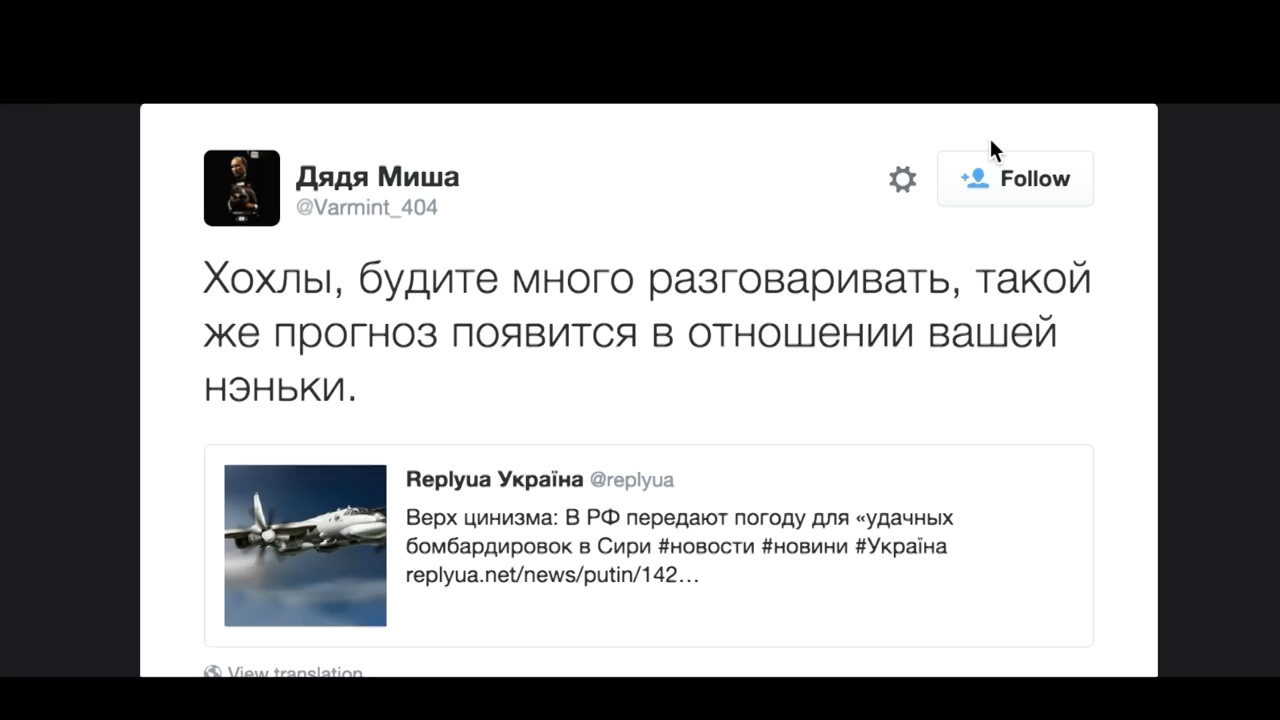 Дядя Миша
@Varmint_404
Follow
Хохлы, будите много разговаривать, такой
же прогноз появится в отношении вашей
нэньки.
Replyua Україна @replyua
Верх цинизма: В РФ передают погоду для «удачных
бомбардировок в Сири #новости #новини #Україна
replyua.net/news/putin/142…
View translation